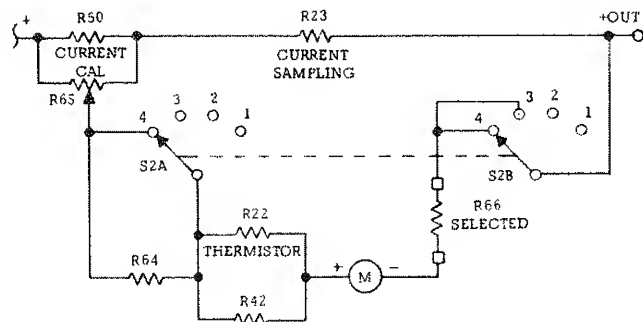 + R50 R23 +OUT
CURRENT CURRENT
CAL SAMPLING
R65
4 3 2 1 4 3 2 1
S2A S2B
R22 R66
THERMISTOR SELECTED
R64
+ M -
R42